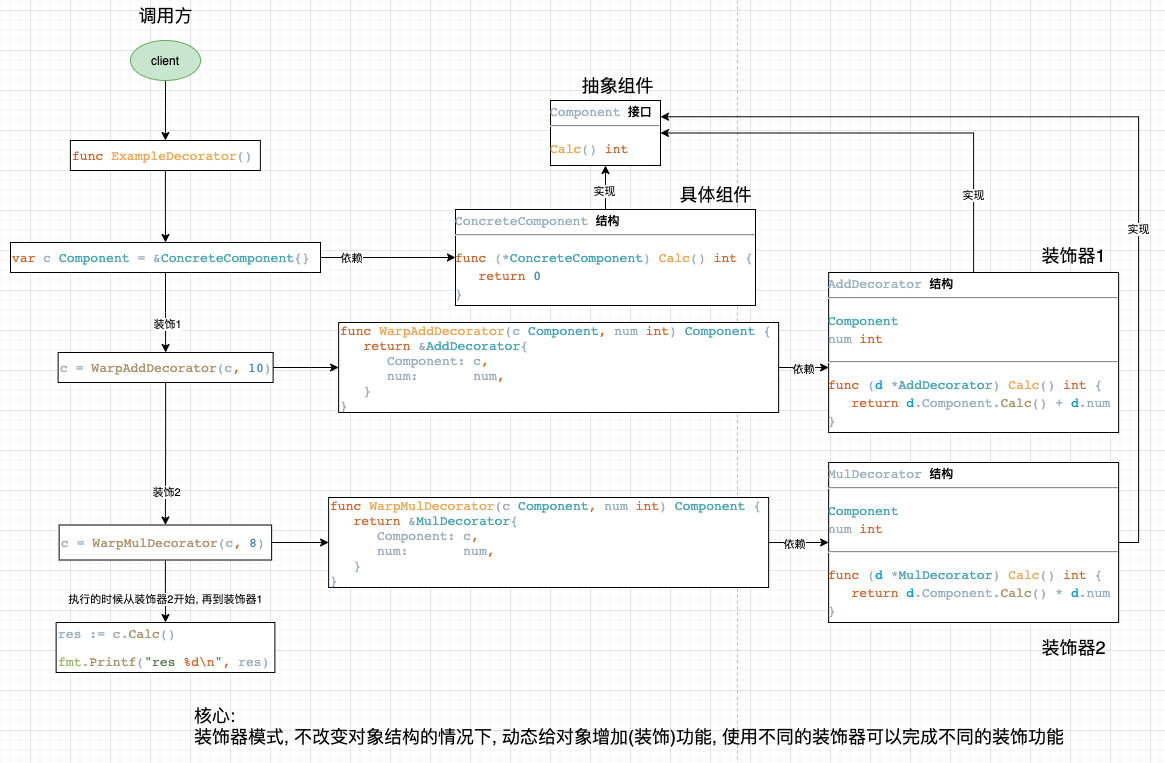 调用方
client
func ExampleDecorator()
var c Component = &ConcreteComponent{}
依赖
装饰1
c = WarpAddDecorator(c, 10)
装饰2
c = WarpMulDecorator(c, 8)
执行的时候从装饰器2开始, 再到装饰器1
res := c.Calc()
fmt.Printf("res %d\n", res)
抽象组件
Component 接口
Calc() int
实现
具体组件
ConcreteComponent 结构
func (*ConcreteComponent) Calc() int {
return 0
}
func WarpAddDecorator(c Component, num int) Component {
return &AddDecorator{
Component: c,
num: num,
}
}
依赖
func WarpMulDecorator(c Component, num int) Component {
return &MulDecorator{
Component: c,
num: num,
}
}
依赖
实现
实现
装饰器1
AddDecorator 结构
Component
num int
func (d *AddDecorator) Calc() int {
return d.Component.Calc() + d.num
}
MulDecorator 结构
Component
num int
func (d *MulDecorator) Calc() int {
return d.Component.Calc() * d.num
}
装饰器2
核心:
装饰器模式, 不改变对象结构的情况下, 动态给对象增加(装饰)功能, 使用不同的装饰器可以完成不同的装饰功能